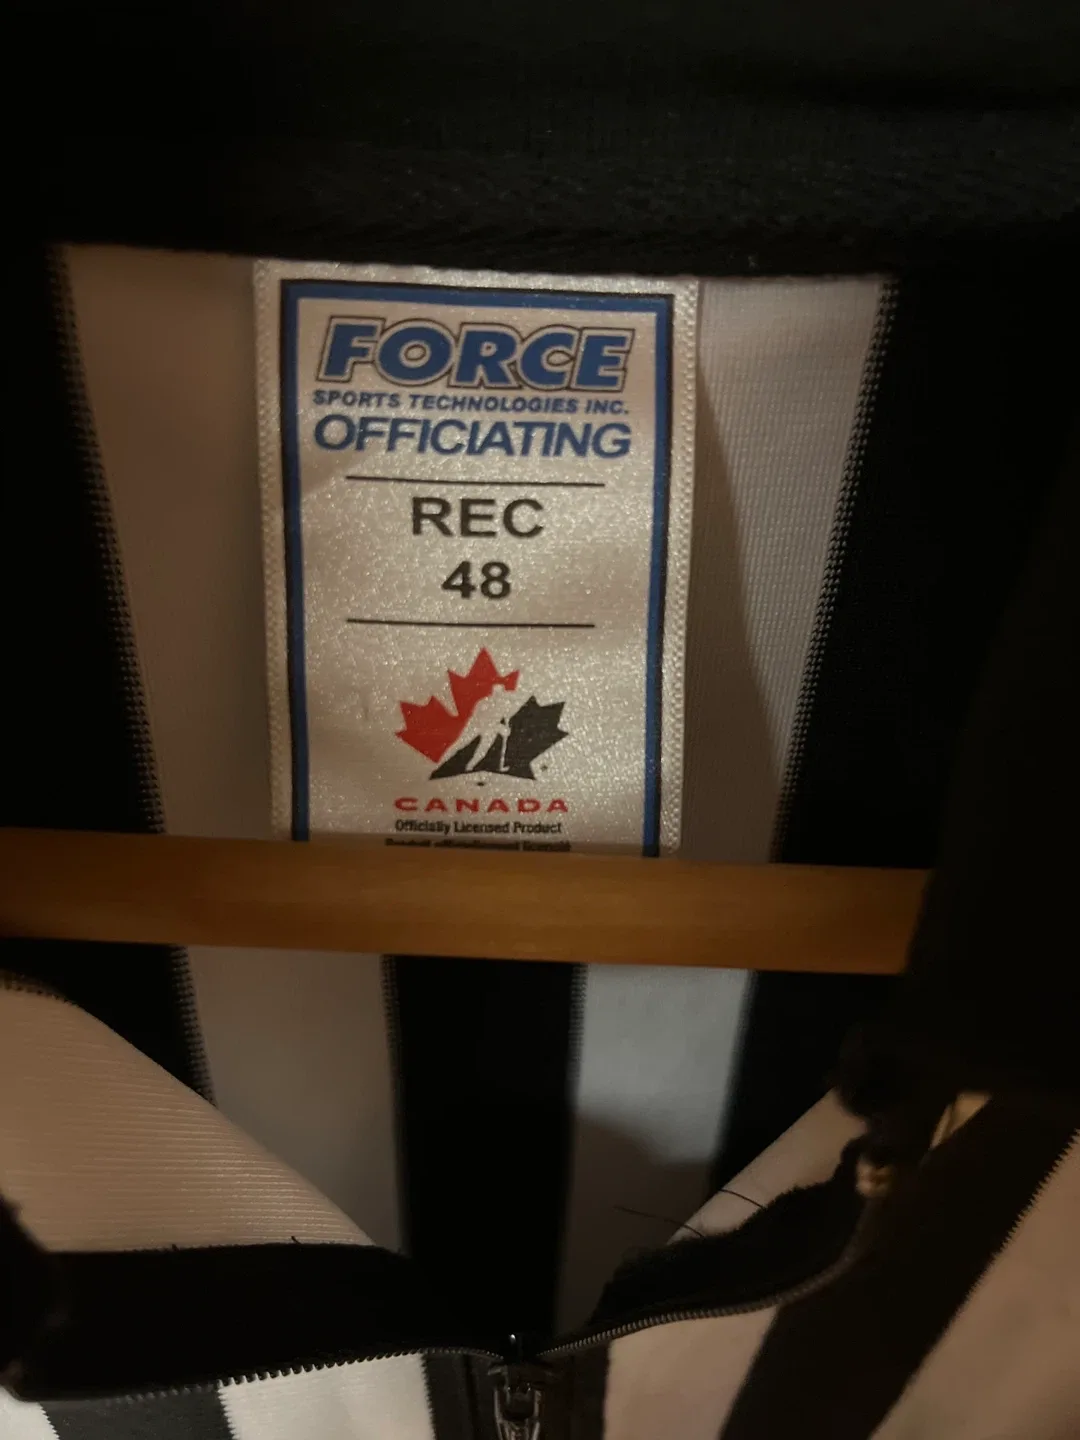 FORCE
SPORTS TECHNOLOGIES INC.
OFFICIATING
REC
48
CANADA
Officially Licensed Product